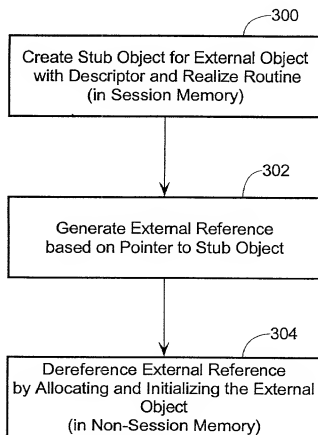 300
Create Stub Object for External Object
with Descriptor and Realize Routine
(in Session Memory)
302
Generate External Reference
based on Pointer to Stub Object
304
Dereference External Reference
by Allocating and Initializing the External
Object
(in Non-Session Memory)